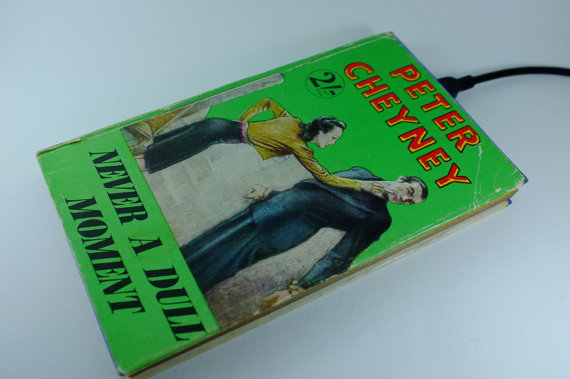 PETER
CHEYNEY
2/-
NEVER A DULL
MOMENT